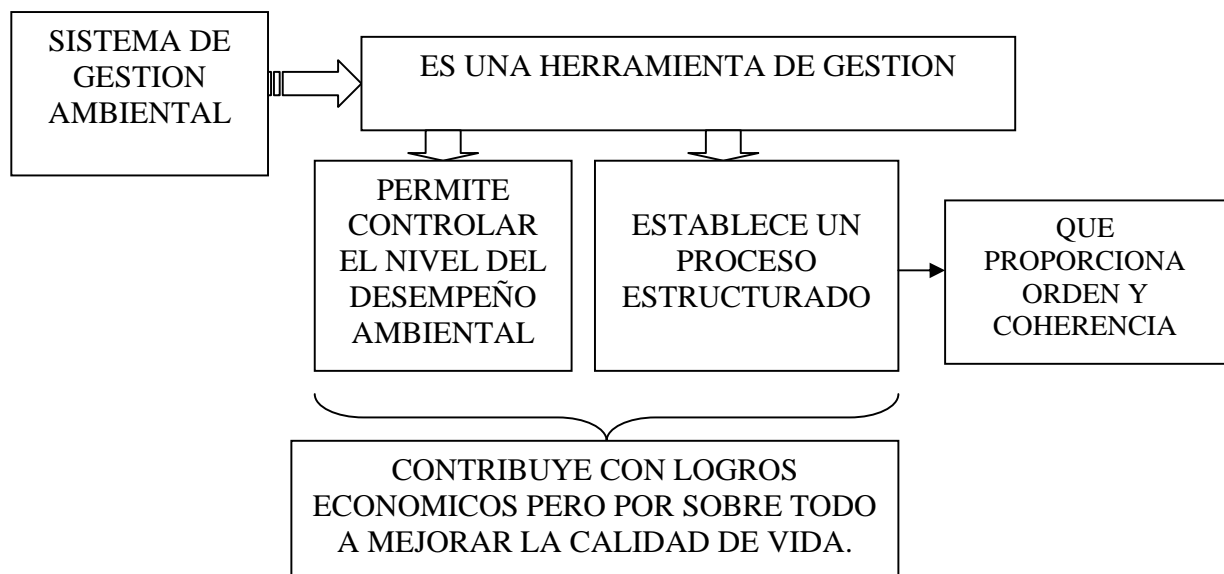 SISTEMA DE
GESTION
AMBIENTAL
ES UNA HERRAMIENTA DE GESTION
PERMITE
CONTROLAR
EL NIVEL DEL
DESEMPEÑO
AMBIENTAL
ESTABLECE UN
PROCESO
ESTRUCTURADO
QUE
PROPORCIONA
ORDEN Y
COHERENCIA
CONTRIBUYE CON LOGROS
ECONOMICOS PERO POR SOBRE TODO
A MEJORAR LA CALIDAD DE VIDA.